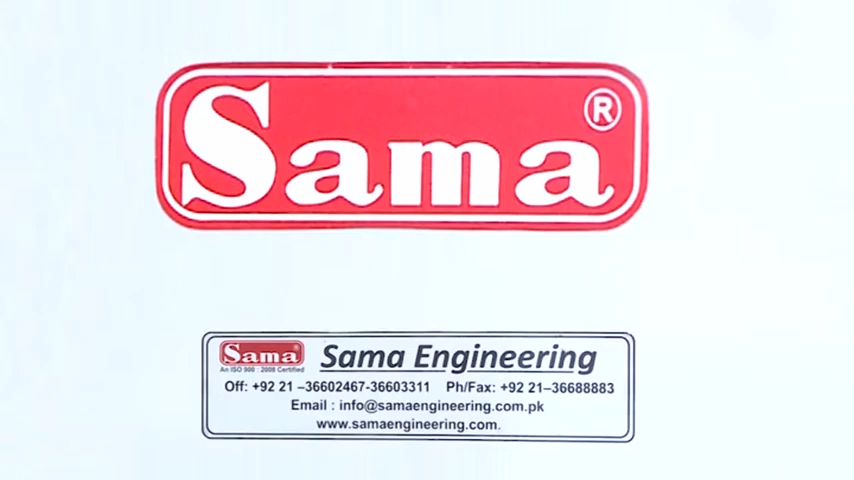 Sama ®
Sama ® Sama Engineering
An ISO 900 : 2008 Certified
Off: +92 21 –36602467-36603311 Ph/Fax: +92 21–36688883
Email : info@samaengineering.com.pk
www.samaengineering.com.